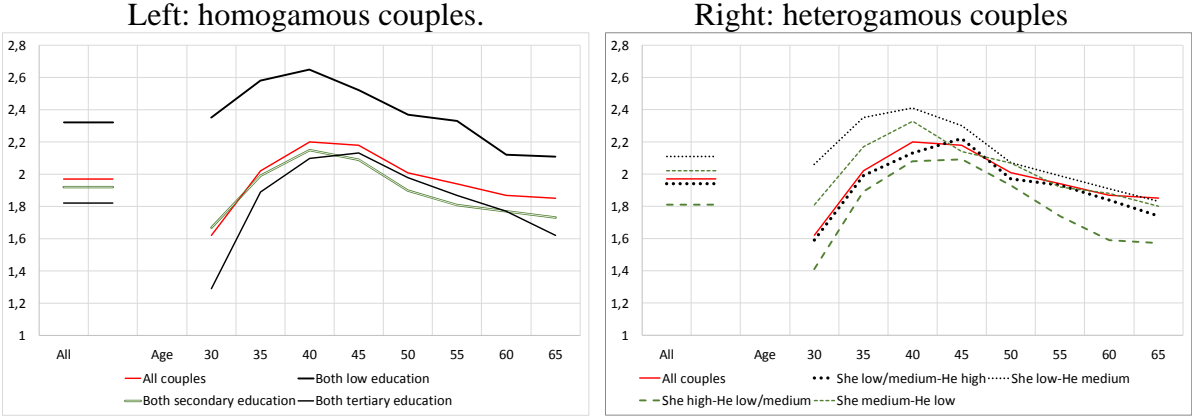 Left: homogamous couples.
2,8
2,6
2,4
2,2
2
1,8
1,6
1,4
1,2
1
All Age 30 35 40 45 50 55 60 65
All couples Both low education
Both secondary education Both tertiary education
Right: heterogamous couples
2,8
2,6
2,4
2,2
2
1,8
1,6
1,4
1,2
1
All Age 30 35 40 45 50 55 60 65
All couples She low/medium-He high She low-He medium
She high-He low/medium She medium-He low